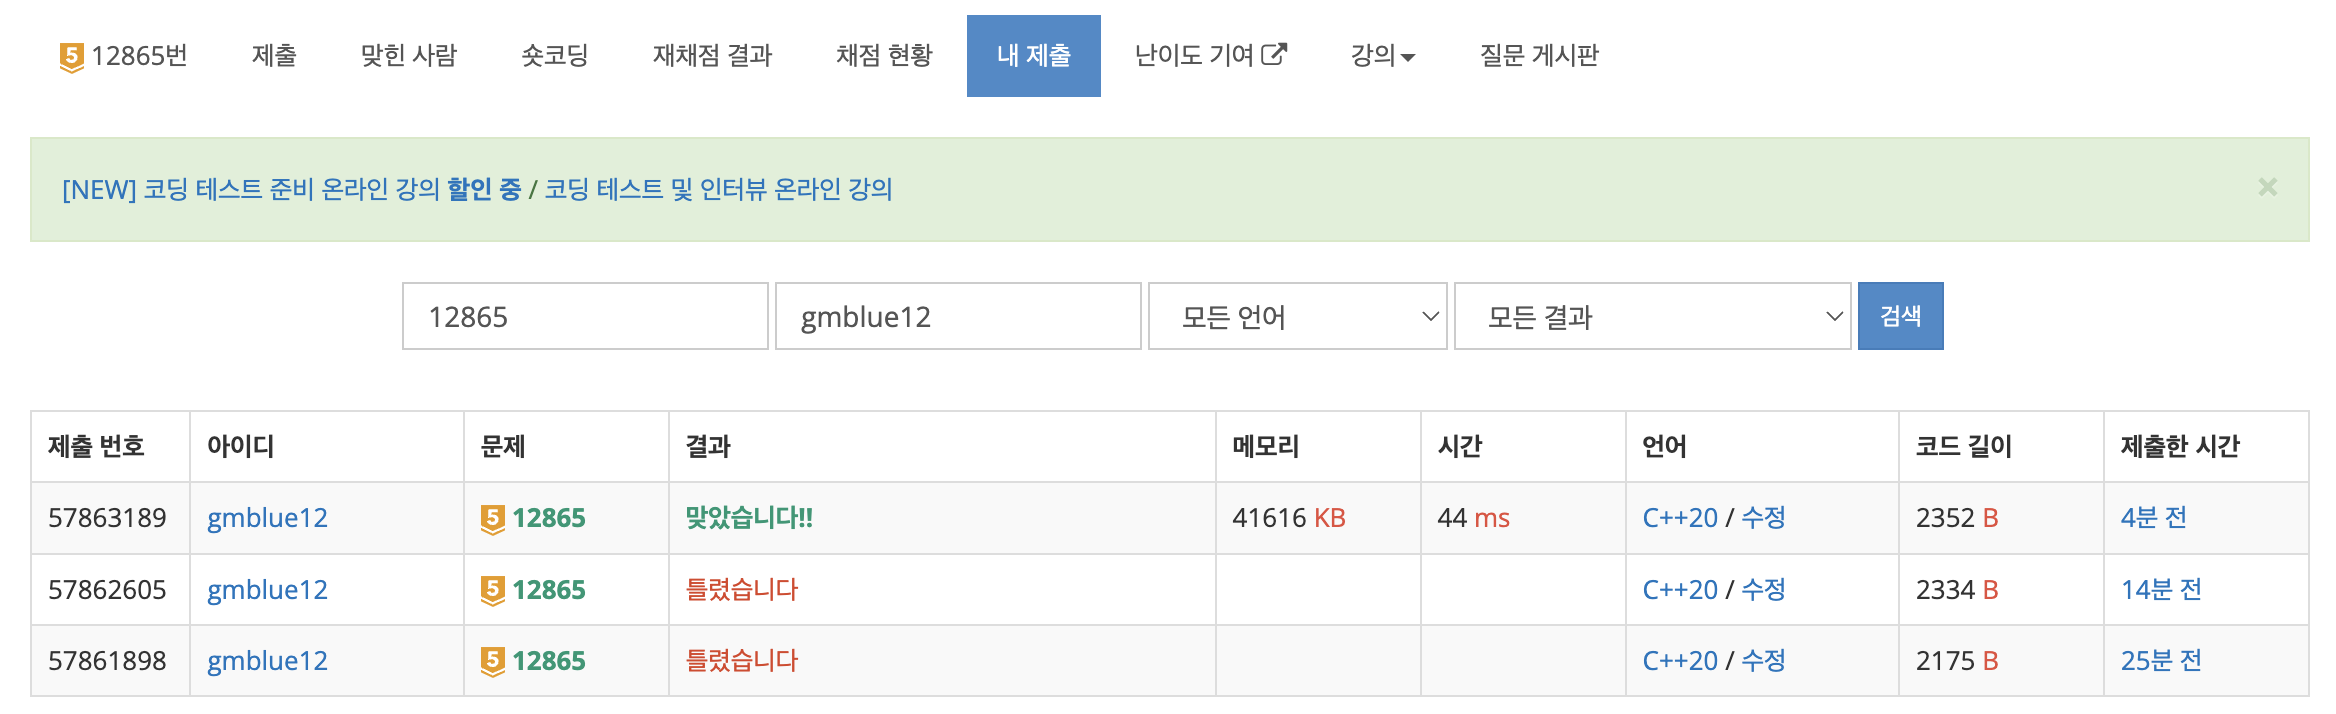 5 12865번 제출 맞힌 사람 숏코딩 재채점 결과 채점 현황 내 제출 난이도 기여 강의 질문 게시판
[NEW] 코딩 테스트 준비 온라인 강의 할인 중 / 코딩 테스트 및 인터뷰 온라인 강의 ×
12865 gmblue12 모든 언어 모든 결과 검색
제출 번호 아이디 문제 결과 메모리 시간 언어 코드 길이 제출한 시간
57863189 gmblue12 5 12865 맞았습니다!! 41616 KB 44 ms C++20 / 수정 2352 B 4분 전
57862605 gmblue12 5 12865 틀렸습니다 C++20 / 수정 2334 B 14분 전
57861898 gmblue12 5 12865 틀렸습니다 C++20 / 수정 2175 B 25분 전